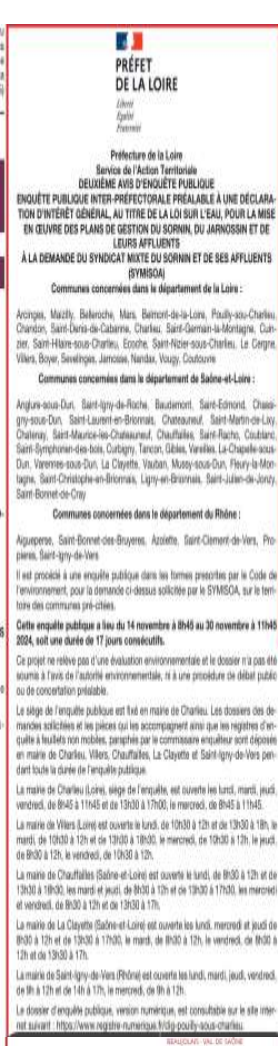 PRÉFET
DE LA LOIRE
Liberté
Égalité
Fraternité
Préfecture de la Loire
Service de l'Action Territoriale
DEUXIÈME AVIS D'ENQUÊTE PUBLIQUE
ENQUÊTE PUBLIQUE INTER-PRÉFECTORALE PRÉALABLE À UNE DÉCLARA-
TION D'INTÉRÊT GÉNÉRAL, AU TITRE DE LA LOI SUR L'EAU, POUR LA MISE
EN ŒUVRE DES PLANS DE GESTION DU SORNIN, DU JARNOSSIN ET DE
LEURS AFFLUENTS
À LA DEMANDE DU SYNDICAT MIXTE DU SORNIN ET DE SES AFFLUENTS
(SYMISOA)
Communes concernées dans le département de la Loire :
Arcinges, Maizilly, Belleroche, Mars, Belmont-de-la-Loire, Pouilly-sou-Charlieu,
Chandon, Saint-Denis-de-Cabanne, Charlieu, Saint-Germain-la-Montagne, Cuin-
zier, Saint-Hilaire-sous-Charlieu, Ecoche, Saint-Nizier-sous-Charlieu, Le Cergne,
Villers, Boyer, Sevelinges, Jarnosse, Nandax, Vougy, Coutouvre
Communes concernées dans le département de Saône-et-Loire :
Anglure-sous-Dun, Saint-Igny-de-Roche, Baudemont, Saint-Edmond, Chassi-
gny-sous-Dun, Saint-Laurent-en-Brionnais, Chateauneuf, Saint-Martin-de-Lixy,
Chatenay, Saint-Maurice-les-Chateauneuf, Chauffailles, Saint-Racho, Coublanc,
Saint-Symphorien-des-bois, Curbigny, Tancon, Gibles, Vareilles, La-Chapelle-sous-
Dun, Varennes-sous-Dun, La Clayette, Vauban, Mussy-sous-Dun, Fleury-la-Mon-
tagne, Saint-Christophe-en-Brionnais, Ligny-en-Brionnais, Saint-Julien-de-Jonzy,
Saint-Bonnet-de-Cray
Communes concernées dans le département du Rhône :
Aigueperse, Saint-Bonnet-des-Bruyeres, Azolette, Saint-Clement-de-Vers, Pro-
pieres, Saint-Igny-de-Vers
Il est procédé à une enquête publique dans les formes prescrites par le Code de
l'environnement, pour la demande ci-dessus sollicitée par le SYMISOA, sur le terri-
toire des communes pré-citées.
Cette enquête publique a lieu du 14 novembre à 8h45 au 30 novembre à 11h45
2024, soit une durée de 17 jours consécutifs.
Ce projet ne relève pas d'une évaluation environnementale et le dossier n'a pas été
soumis à l'avis de l'autorité environnementale, ni à une procédure de débat public
ou de concertation préalable.
Le siège de l'enquête publique est fixé en mairie de Charlieu. Les dossiers des de-
mandes sollicitées et les pièces qui les accompagnent ainsi que les registres d'en-
quête à feuillets non mobiles, paraphés par le commissaire enquêteur sont déposés
en mairie de Charlieu, Villers, Chauffailles, La Clayette et Saint-Igny-de-Vers pen-
dant toute la durée de l'enquête publique.
La mairie de Charlieu (Loire), siège de l'enquête, est ouverte les lundi, mardi, jeudi,
vendredi, de 8h45 à 11h45 et de 13h30 à 17h00, le mercredi, de 8h45 à 11h45.
La mairie de Villers (Loire) est ouverte le lundi, de 10h30 à 12h et de 13h30 à 18h, le
mardi, de 10h30 à 12h et de 13h30 à 18h30, le mercredi, de 10h30 à 12h, le jeudi,
de 8h30 à 12h, le vendredi, de 10h30 à 12h.
La mairie de Chauffailles (Saône-et-Loire) est ouverte le lundi, de 8h30 à 12h et de
13h30 à 18h30, les mardi et jeudi, de 8h30 à 12h et de 13h30 à 17h30, les mercredi
et vendredi, de 8h30 à 12h et de 13h30 à 17h.
La mairie de La Clayette (Saône-et-Loire) est ouverte les lundi, mercredi et jeudi de
8h30 à 12h et de 13h30 à 17h30, le mardi, de 8h30 à 12h, le vendredi, de 8h30 à
12h et de 13h30 à 17h.
La mairie de Saint-Igny-de-Vers (Rhône) est ouverte les lundi, mardi, jeudi, vendredi,
de 9h à 12h et de 14h à 17h, le mercredi, de 9h à 12h.
Le dossier d'enquête publique, version numérique, est consultable sur le site inter-
net suivant : https://www.registre-numerique.fr/dig-pouilly-sous-charlieu.
BEAUJOLAIS - VAL DE SAÔNE